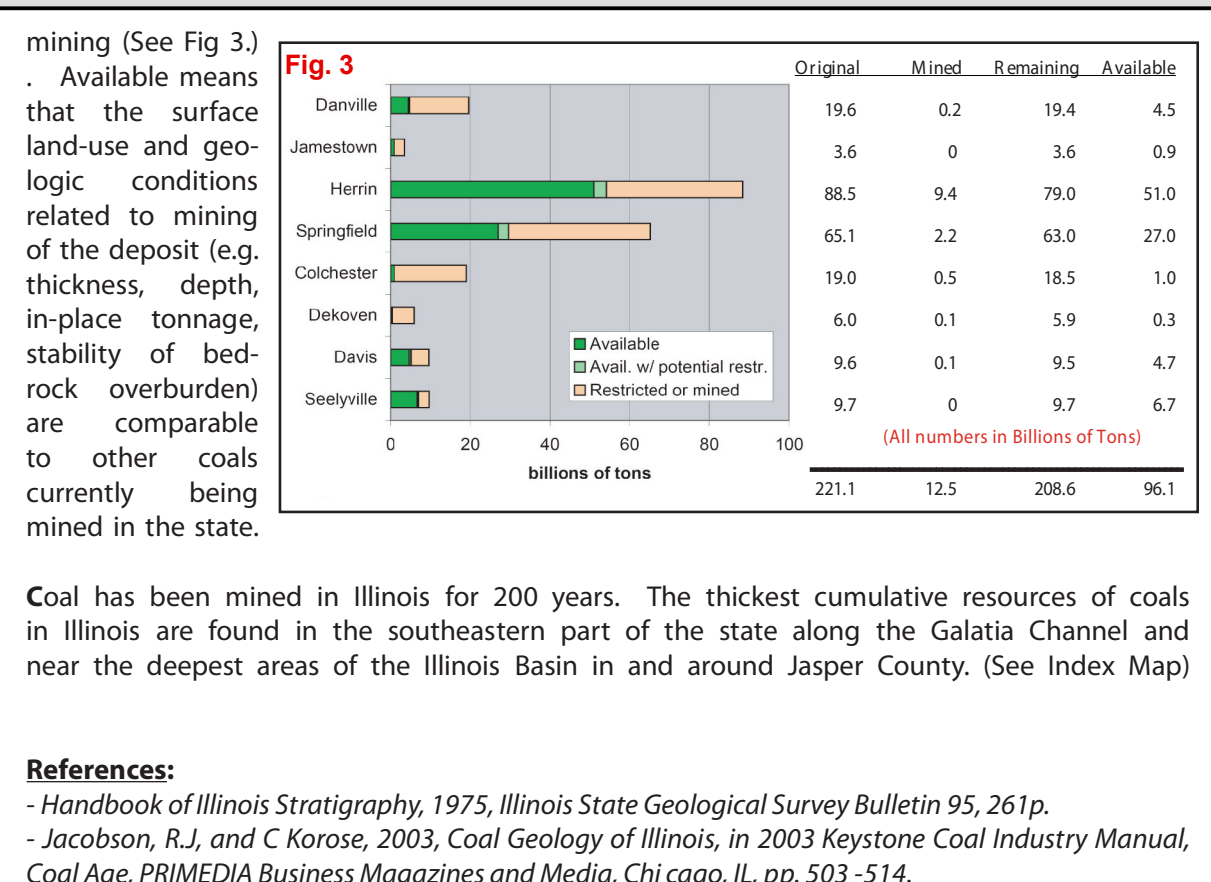 mining (See Fig 3.)
. Available means
that the surface
land-use and geo-
logic conditions
related to mining
of the deposit (e.g.
thickness, depth,
in-place tonnage,
stability of bed-
rock overburden)
are comparable
to other coals
currently being
mined in the state.
Fig. 3
Original Mined Remaining Available
Danville 19.6 0.2 19.4 4.5
Jamestown 3.6 0 3.6 0.9
Herrin 88.5 9.4 79.0 51.0
Springfield 65.1 2.2 63.0 27.0
Colchester 19.0 0.5 18.5 1.0
Dekoven 6.0 0.1 5.9 0.3
Davis 9.6 0.1 9.5 4.7
Seelyville 9.7 0 9.7 6.7
Available
Avail. w/ potential restr.
Restricted or mined
0 20 40 60 80 100
billions of tons
(All numbers in Billions of Tons)
221.1 12.5 208.6 96.1
Coal has been mined in Illinois for 200 years. The thickest cumulative resources of coals
in Illinois are found in the southeastern part of the state along the Galatia Channel and
near the deepest areas of the Illinois Basin in and around Jasper County. (See Index Map)
References:
- Handbook of Illinois Stratigraphy, 1975, Illinois State Geological Survey Bulletin 95, 261p.
- Jacobson, R.J, and C Korose, 2003, Coal Geology of Illinois, in 2003 Keystone Coal Industry Manual,
Coal Age, PRIMEDIA Business Magazines and Media, Chi cago, IL, pp. 503 -514.